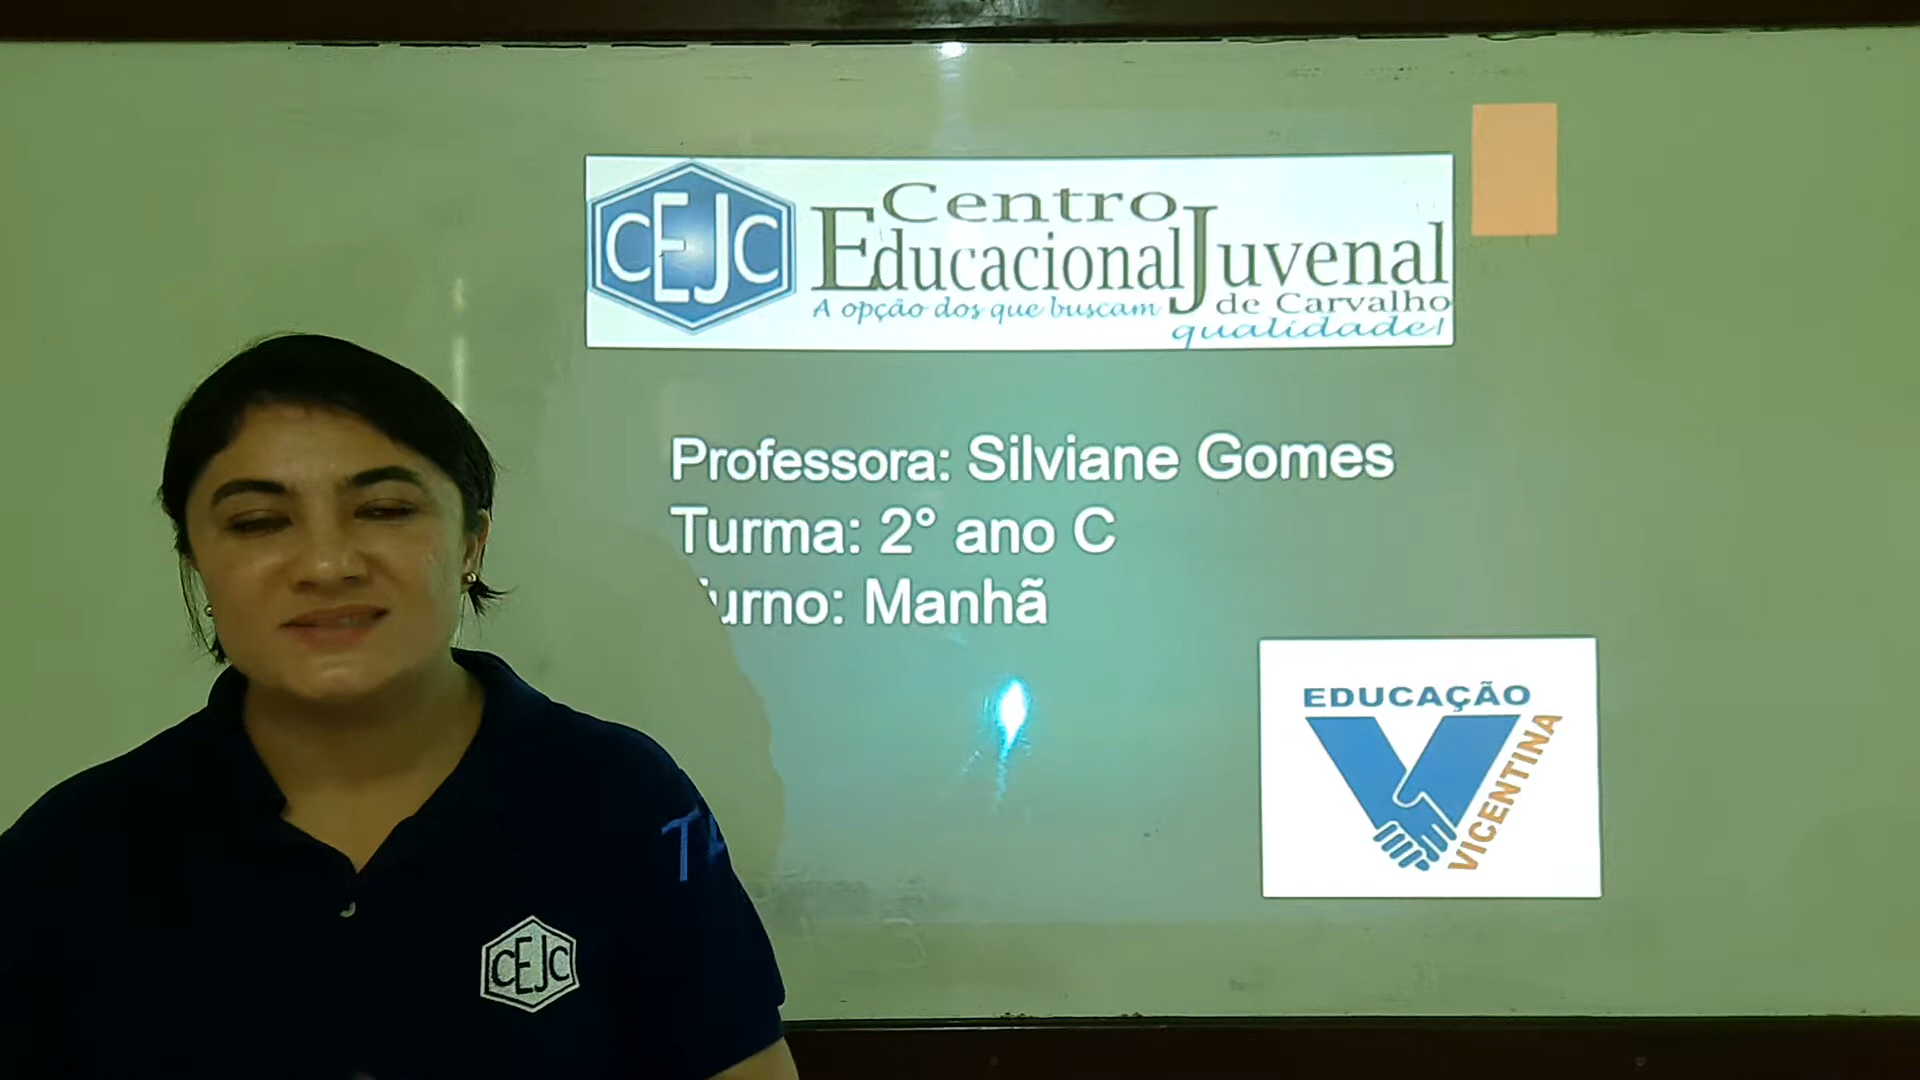 CEJC
Centro
Educacional Juvenal
de Carvalho
A opção dos que buscam
qualidade!
Professora: Silviane Gomes
Turma: 2° ano C
urno: Manhã
EDUCAÇÃO
VICENTINA
CEJC